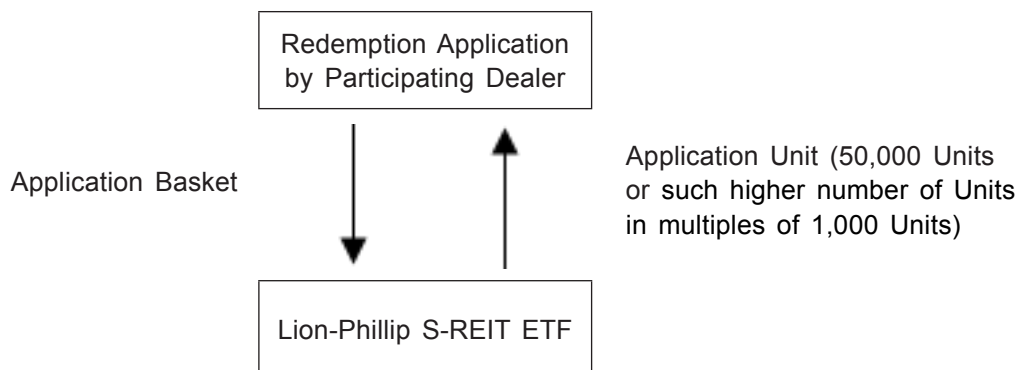 Redemption Application
by Participating Dealer
Application Basket
Application Unit (50,000 Units
or such higher number of Units
in multiples of 1,000 Units)
Lion-Phillip S-REIT ETF